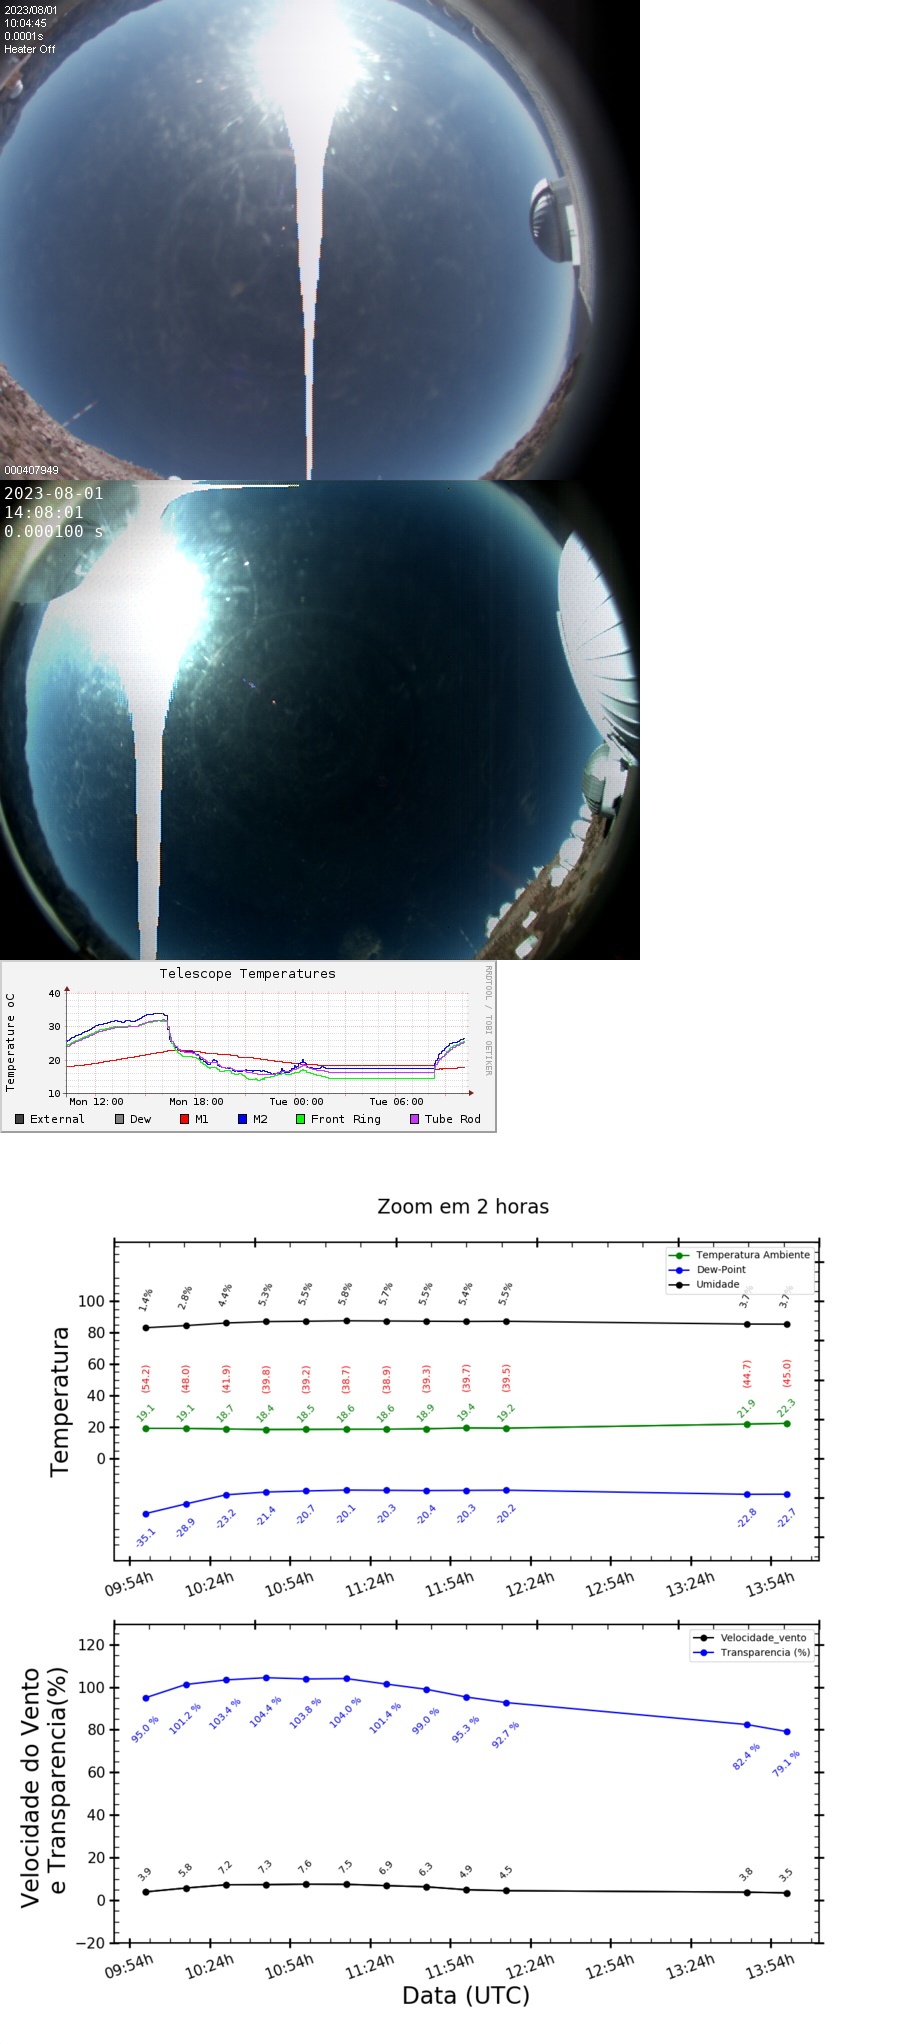 2023/08/01
10:04:45
0.0001s
Heater Off
000407949
2023-08-01
14:08:01
0.000100 s
Telescope Temperatures
RRDTOOL / TOBI OETIKER
Temperature oC
40
30
20
10
Mon 12:00 Mon 18:00 Tue 00:00 Tue 06:00
External Dew M1 M2 Front Ring Tube Rod
Zoom em 2 horas
Temperatura
Temperatura Ambiente
Dew-Point
Umidade
1.4% 2.8% 4.4% 5.3% 5.5% 5.8% 5.7% 5.5% 5.4% 5.5% 3.7% 3.7%
100
80
60
(54.2) (48.0) (41.9) (39.8) (39.2) (38.7) (38.9) (39.3) (39.7) (39.5) (44.7) (45.0)
40
19.1 19.1 18.7 18.4 18.5 18.6 18.6 18.9 19.4 19.2 21.9 22.3
20
0
-35.1 -28.9 -23.2 -21.4 -20.7 -20.1 -20.3 -20.4 -20.3 -20.2 -22.8 -22.7
09:54h 10:24h 10:54h 11:24h 11:54h 12:24h 12:54h 13:24h 13:54h
Velocidade do Vento
e Transparencia(%)
Velocidade_vento
Transparencia (%)
120
100
95.0 % 101.2 % 103.4 % 104.4 % 103.8 % 104.0 % 101.4 % 99.0 % 95.3 % 92.7 % 82.4 % 79.1 %
80
60
40
20
3.9 5.8 7.2 7.3 7.6 7.5 6.9 6.3 4.9 4.5 3.8 3.5
0
−20
09:54h 10:24h 10:54h 11:24h 11:54h 12:24h 12:54h 13:24h 13:54h
Data (UTC)